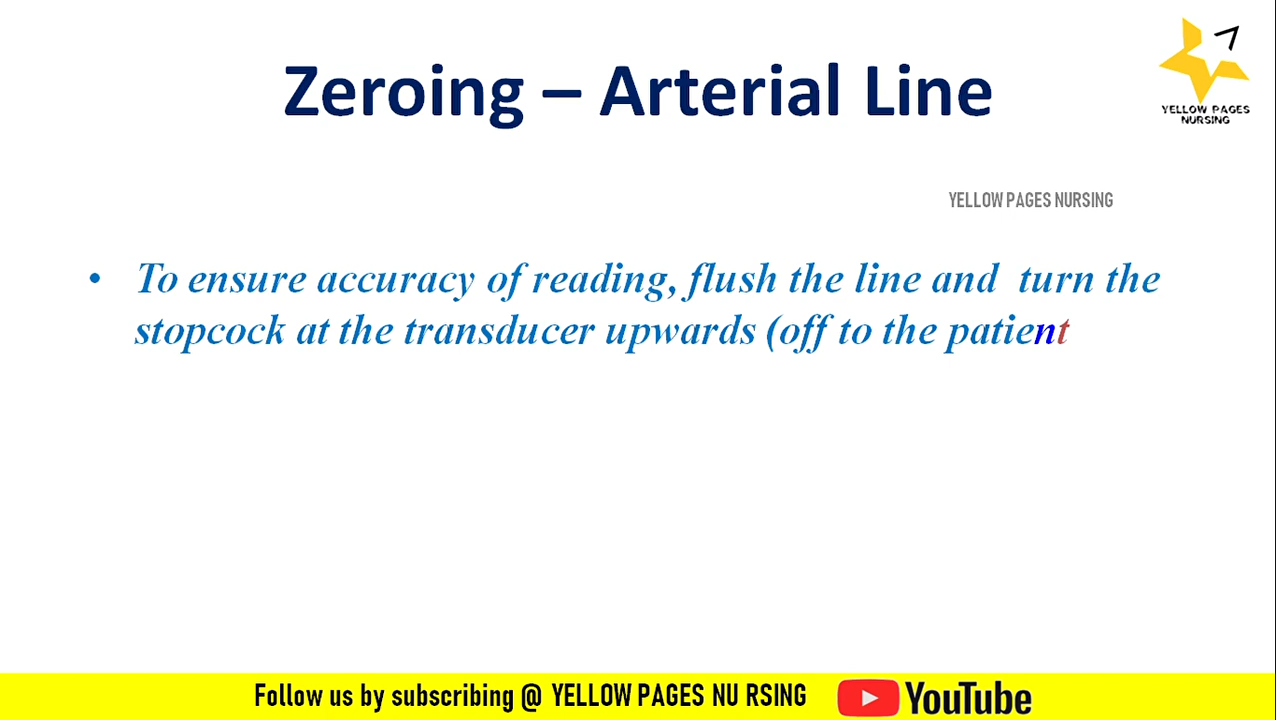 Zeroing – Arterial Line
YELLOW PAGES
NURSING
YELLOW PAGES NURSING
• To ensure accuracy of reading, flush the line and turn the
stopcock at the transducer upwards (off to the patient
Follow us by subscribing @ YELLOW PAGES NU RSING YouTube